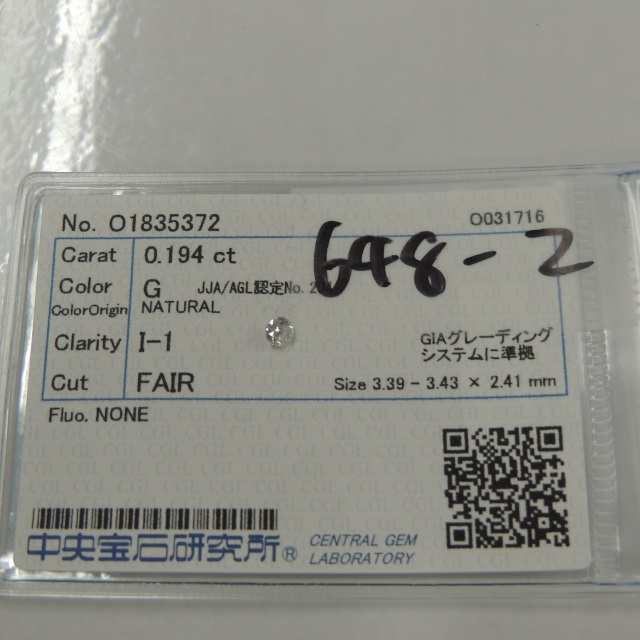 No. O1835372 O031716
648-2
Carat 0.194 ct
Color G JJA/AGL認定No. 2
ColorOrigin NATURAL
Clarity I-1 GIAグレーディング
システムに準拠
Cut FAIR Size 3.39 - 3.43 × 2.41 mm
Fluo. NONE
中央宝石研究所® CENTRAL GEM
LABORATORY